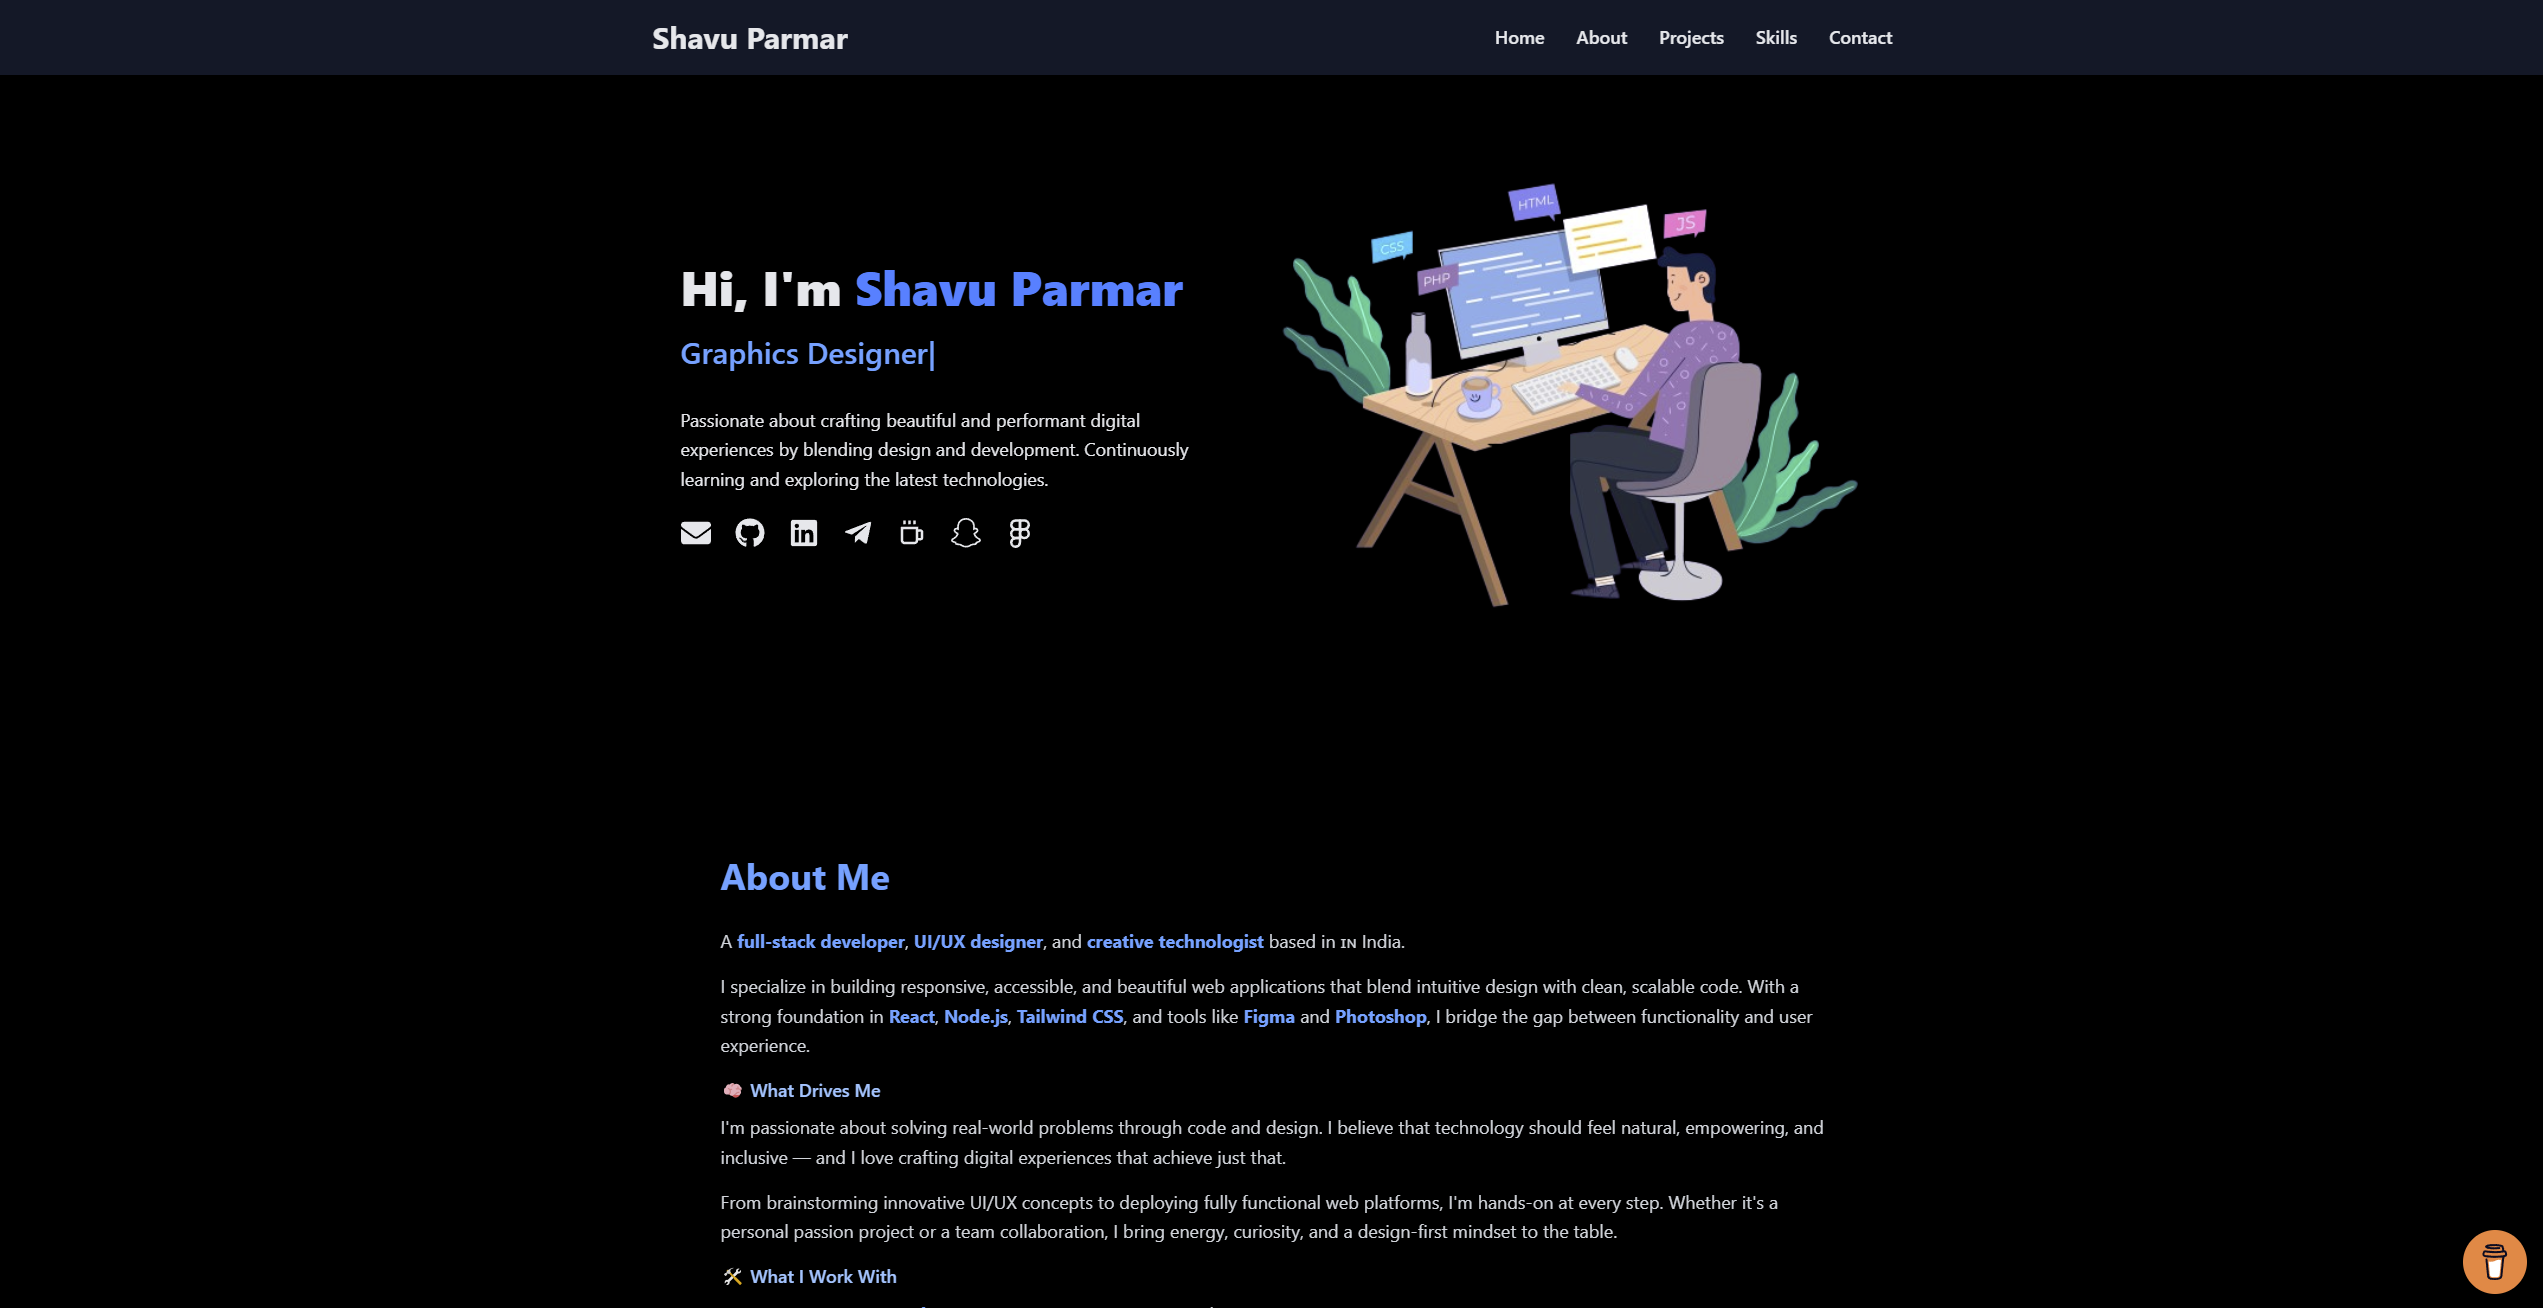 Shavu Parmar
Home About Projects Skills Contact
HTML
JS
CSS
PHP
Hi, I'm Shavu Parmar
Graphics Designer|
Passionate about crafting beautiful and performant digital
experiences by blending design and development. Continuously
learning and exploring the latest technologies.
in
About Me
A full-stack developer, UI/UX designer, and creative technologist based in ɪɴ India.
I specialize in building responsive, accessible, and beautiful web applications that blend intuitive design with clean, scalable code. With a
strong foundation in React, Node.js, Tailwind CSS, and tools like Figma and Photoshop, I bridge the gap between functionality and user
experience.
🧠 What Drives Me
I'm passionate about solving real-world problems through code and design. I believe that technology should feel natural, empowering, and
inclusive — and I love crafting digital experiences that achieve just that.
From brainstorming innovative UI/UX concepts to deploying fully functional web platforms, I'm hands-on at every step. Whether it's a
personal passion project or a team collaboration, I bring energy, curiosity, and a design-first mindset to the table.
🛠 What I Work With